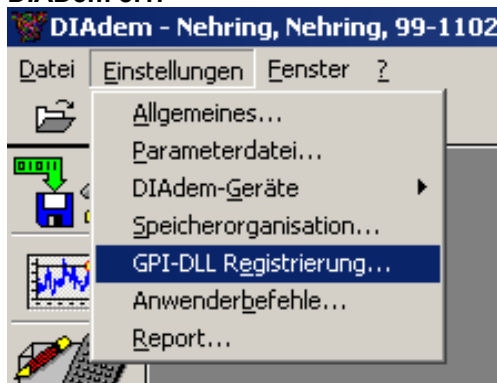 DIAdem - Nehring, Nehring, 99-1102
Datei Einstellungen Fenster ?
Allgemeines...
Parameterdatei...
DIAdem-Geräte
Speicherorganisation...
GPI-DLL Registrierung...
Anwenderbefehle...
Report...